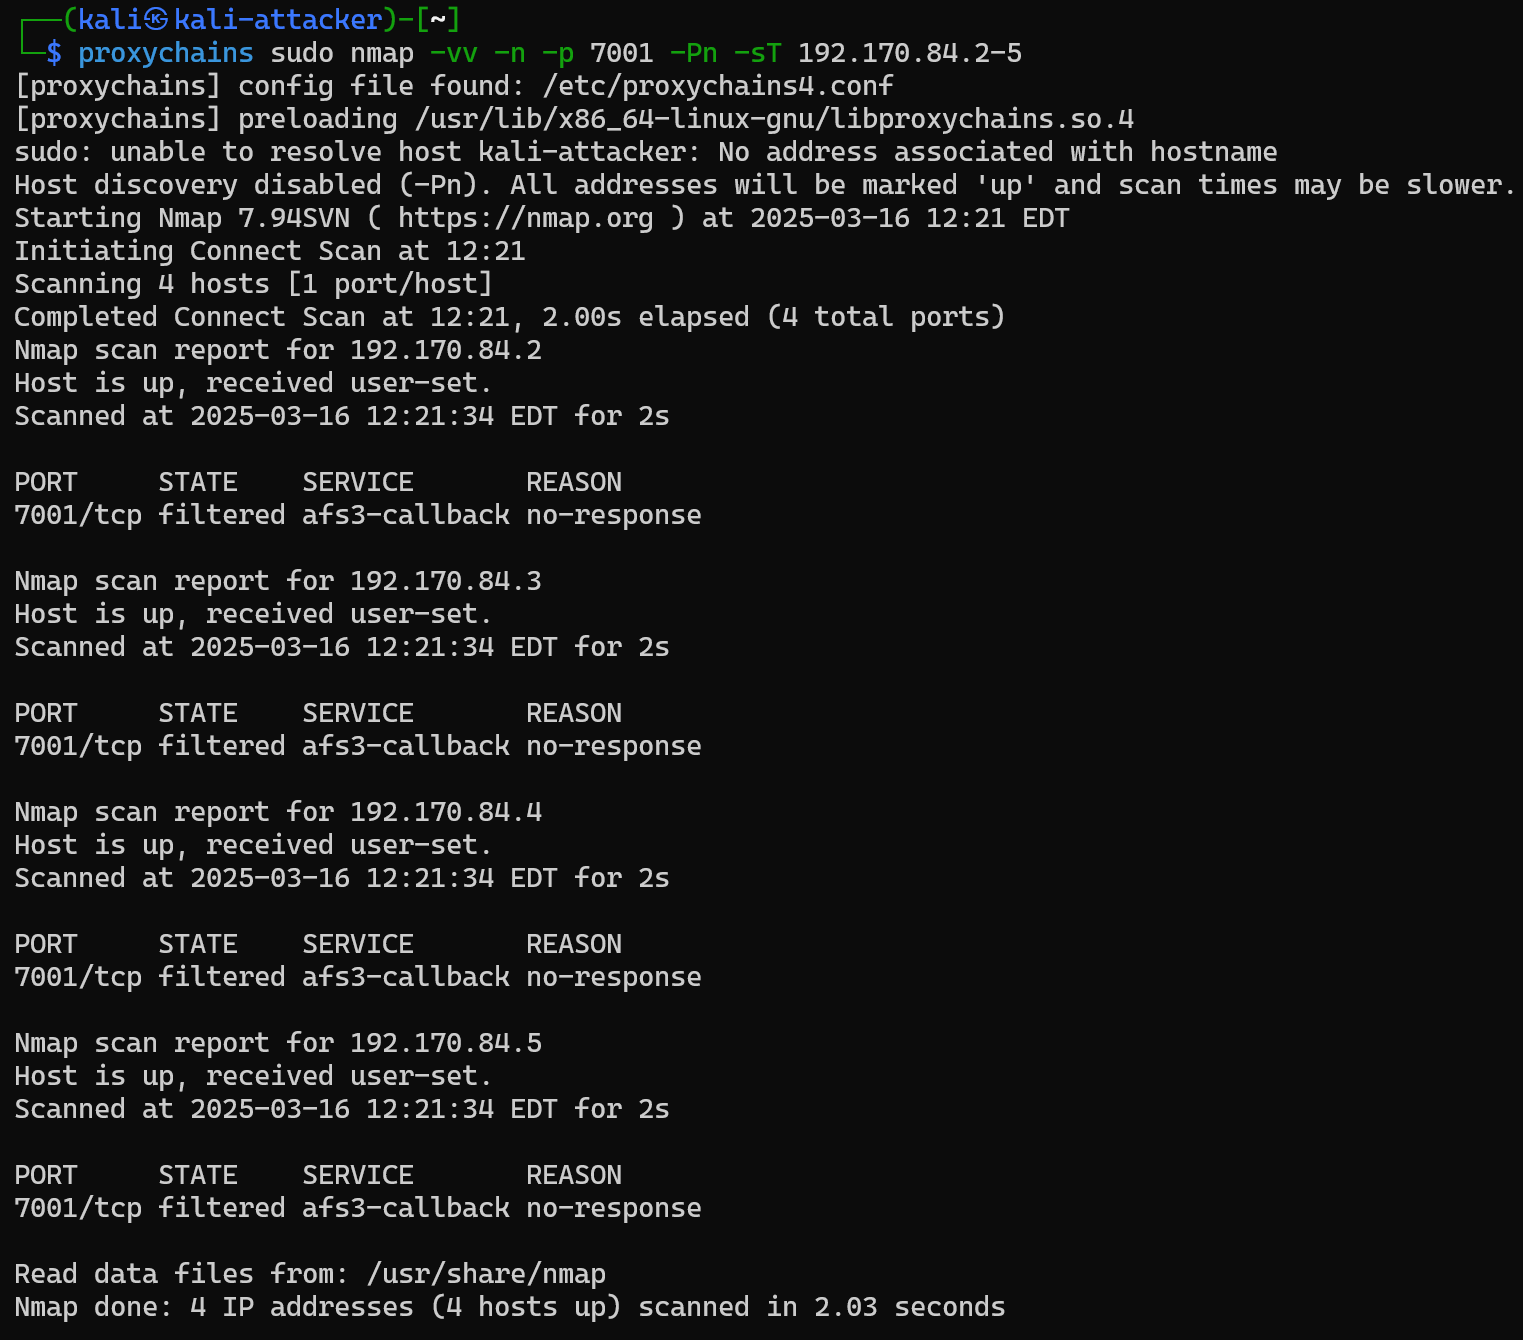 ┌──(kali㉿kali-attacker)-[~]
└─$ proxychains sudo nmap -vv -n -p 7001 -Pn -sT 192.170.84.2-5
[proxychains] config file found: /etc/proxychains4.conf
[proxychains] preloading /usr/lib/x86_64-linux-gnu/libproxychains.so.4
sudo: unable to resolve host kali-attacker: No address associated with hostname
Host discovery disabled (-Pn). All addresses will be marked 'up' and scan times may be slower.
Starting Nmap 7.94SVN ( https://nmap.org ) at 2025-03-16 12:21 EDT
Initiating Connect Scan at 12:21
Scanning 4 hosts [1 port/host]
Completed Connect Scan at 12:21, 2.00s elapsed (4 total ports)
Nmap scan report for 192.170.84.2
Host is up, received user-set.
Scanned at 2025-03-16 12:21:34 EDT for 2s

PORT     STATE    SERVICE       REASON
7001/tcp filtered afs3-callback no-response

Nmap scan report for 192.170.84.3
Host is up, received user-set.
Scanned at 2025-03-16 12:21:34 EDT for 2s

PORT     STATE    SERVICE       REASON
7001/tcp filtered afs3-callback no-response

Nmap scan report for 192.170.84.4
Host is up, received user-set.
Scanned at 2025-03-16 12:21:34 EDT for 2s

PORT     STATE    SERVICE       REASON
7001/tcp filtered afs3-callback no-response

Nmap scan report for 192.170.84.5
Host is up, received user-set.
Scanned at 2025-03-16 12:21:34 EDT for 2s

PORT     STATE    SERVICE       REASON
7001/tcp filtered afs3-callback no-response

Read data files from: /usr/share/nmap
Nmap done: 4 IP addresses (4 hosts up) scanned in 2.03 seconds